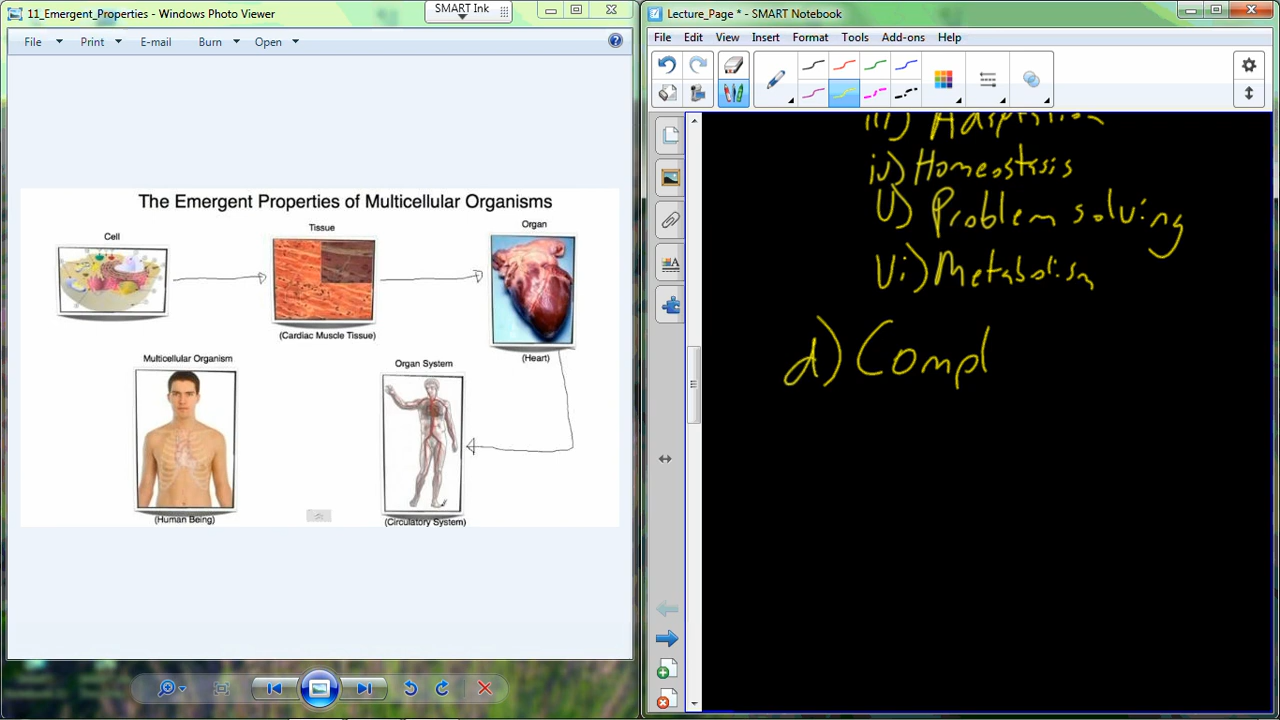 11_Emergent_Properties - Windows Photo Viewer
SMART Ink
File Print E-mail Burn Open
The Emergent Properties of Multicellular Organisms
Cell
Tissue
Organ
(Cardiac Muscle Tissue)
(Heart)
Multicellular Organism
Organ System
(Human Being)
(Circulatory System)
Lecture_Page * - SMART Notebook
File Edit View Insert Format Tools Add-ons Help
iii) Adaptation
iv) Homeostasis
v) Problem solving
vi) Metabolism
d) Compl